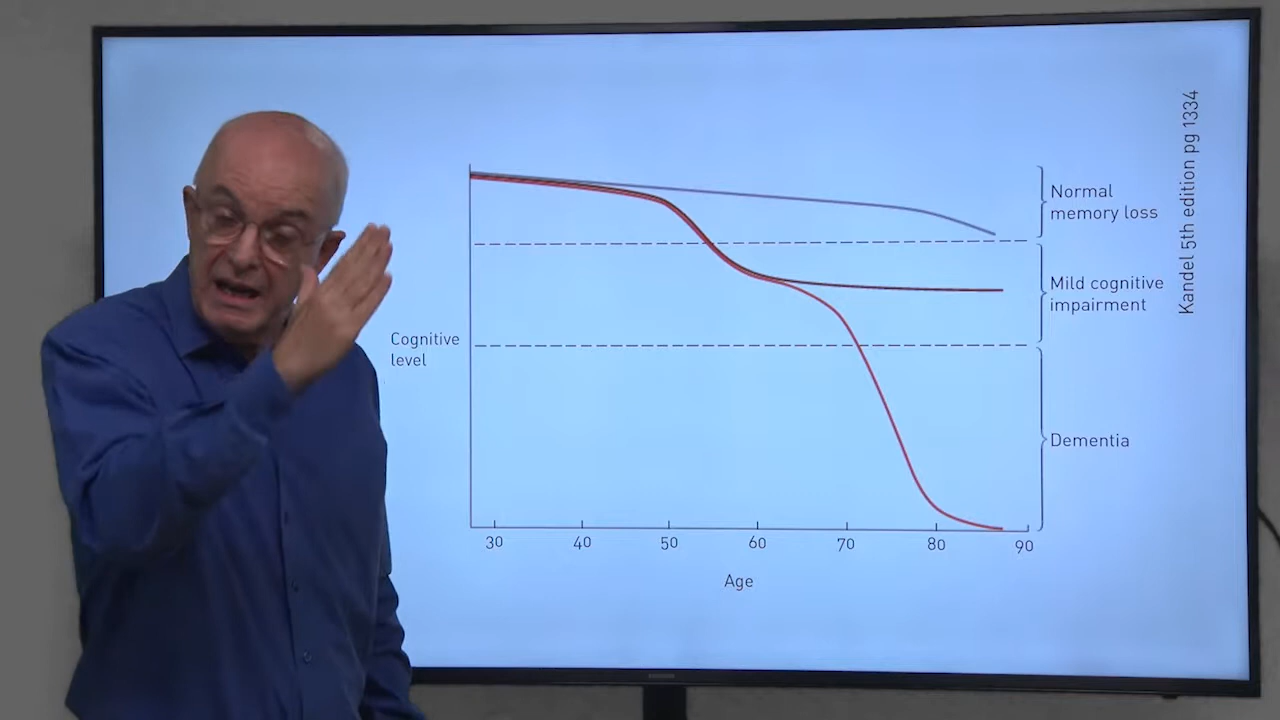 Kandel 5th edition pg 1334
Normal
memory loss
Mild cognitive
impairment
Cognitive
level
Dementia
30 40 50 60 70 80 90
Age